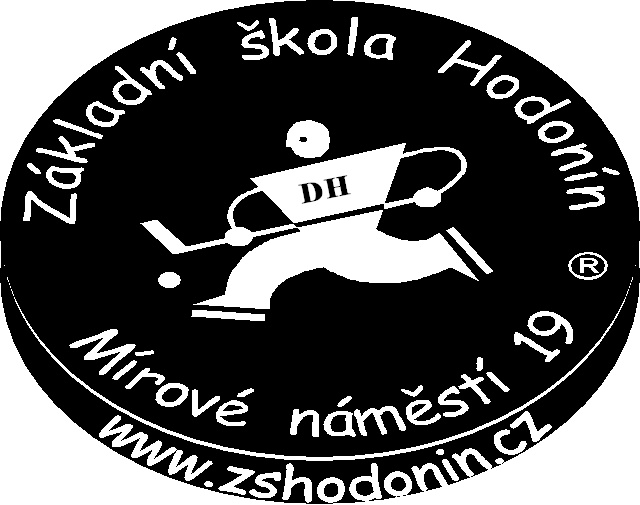 Základní škola Hodonín
DH
®
Mírové náměstí 19
www.zshodonin.cz